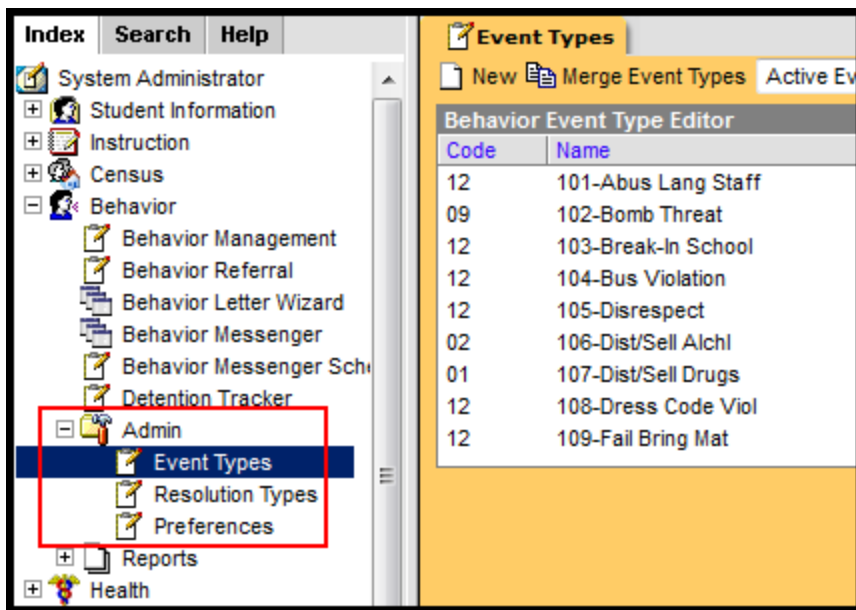 Index Search Help
System Administrator
Student Information
Instruction
Census
Behavior
Behavior Management
Behavior Referral
Behavior Letter Wizard
Behavior Messenger
Behavior Messenger
Detention Tracker
Admin
Event Types
Resolution Types
Preferences
Reports
Health
Event Types
New Merge Event Types Active
Behavior Event Type Editor
Code Name
12 101-Abus Lang Staff
09 102-Bomb Threat
12 103-Break-In School
12 104-Bus Violation
12 105-Disrespect
02 106-Dist/Sell Alchl
01 107-Dist/Sell Drugs
12 108-Dress Code Viol
12 109-Fail Bring Mat